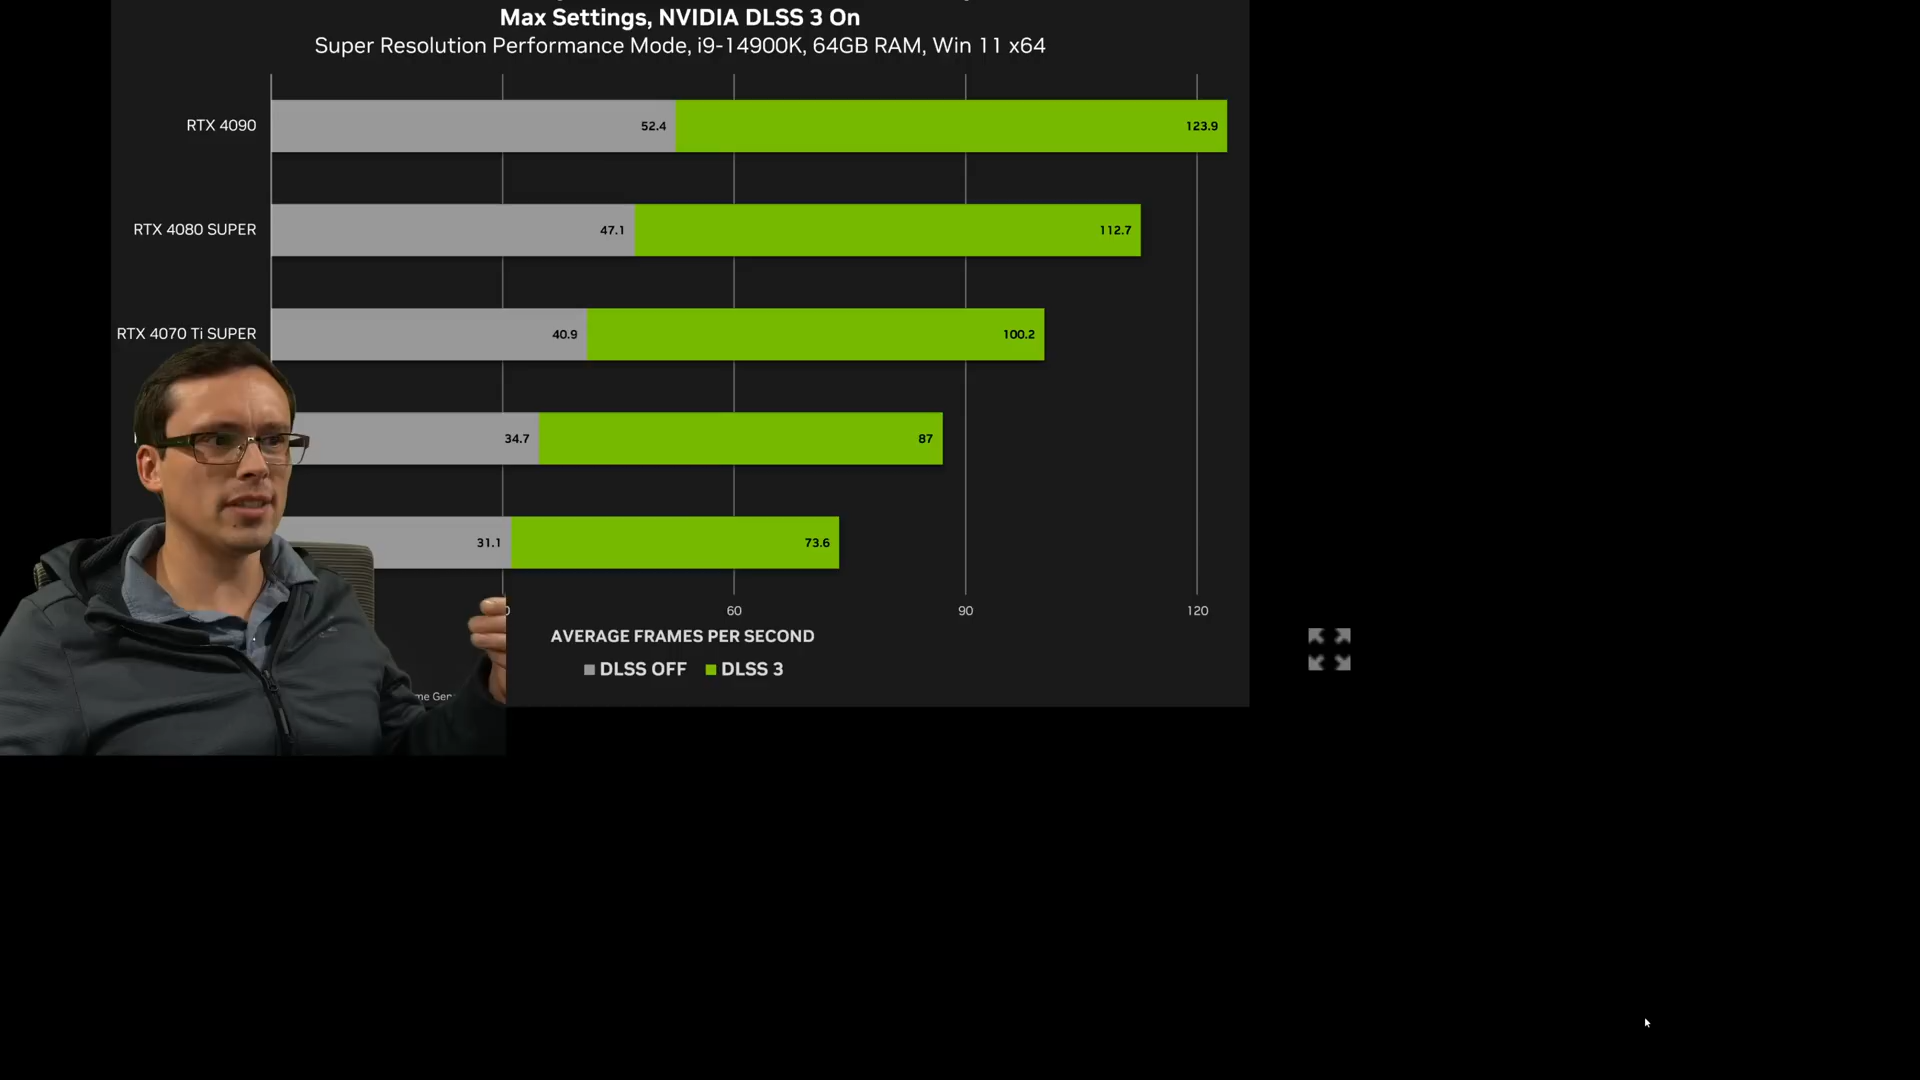 Max Settings, NVIDIA DLSS 3 On
Super Resolution Performance Mode, i9-14900K, 64GB RAM, Win 11 x64
RTX 4090
52.4
123.9
RTX 4080 SUPER
47.1
112.7
RTX 4070 Ti SUPER
40.9
100.2
34.7
87
31.1
73.6
60
90
120
AVERAGE FRAMES PER SECOND
DLSS OFF
DLSS 3